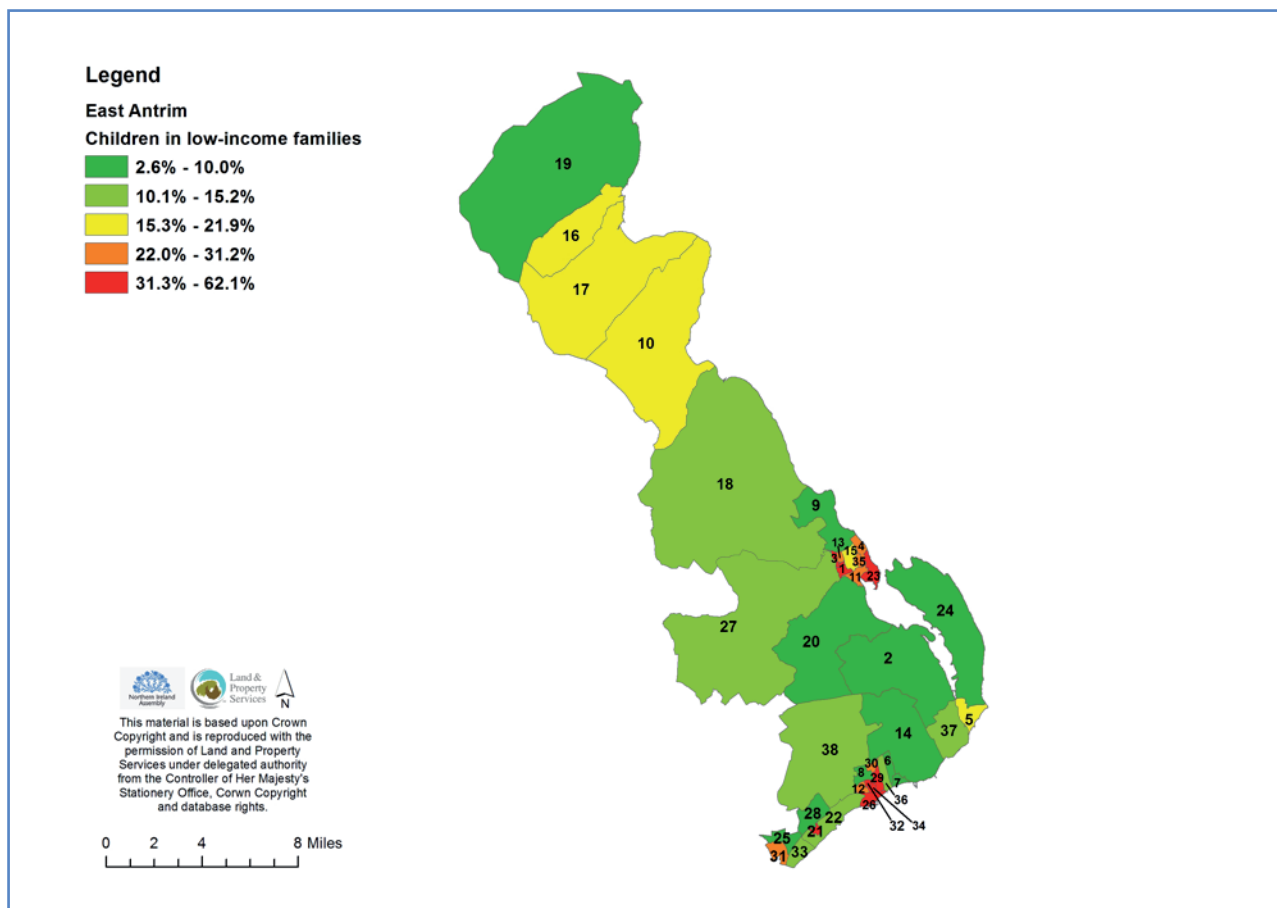 Legend
East Antrim
Children in low-income families
2.6% - 10.0%
10.1% - 15.2%
15.3% - 21.9%
22.0% - 31.2%
31.3% - 62.1%
19
16
17
10
18
9
13
15
4
3
35
1
11
23
24
27
20
2
5
37
14
38
30
6
8
29
7
12
36
26
32
34
28
22
21
25
33
31
Northern Ireland
Assembly
Land &
Property
Services
N
This material is based upon Crown
Copyright and is reproduced with the
permission of Land and Property
Services under delegated authority
from the Controller of Her Majesty's
Stationery Office, Corwn Copyright
and database rights.
0 2 4 8 Miles